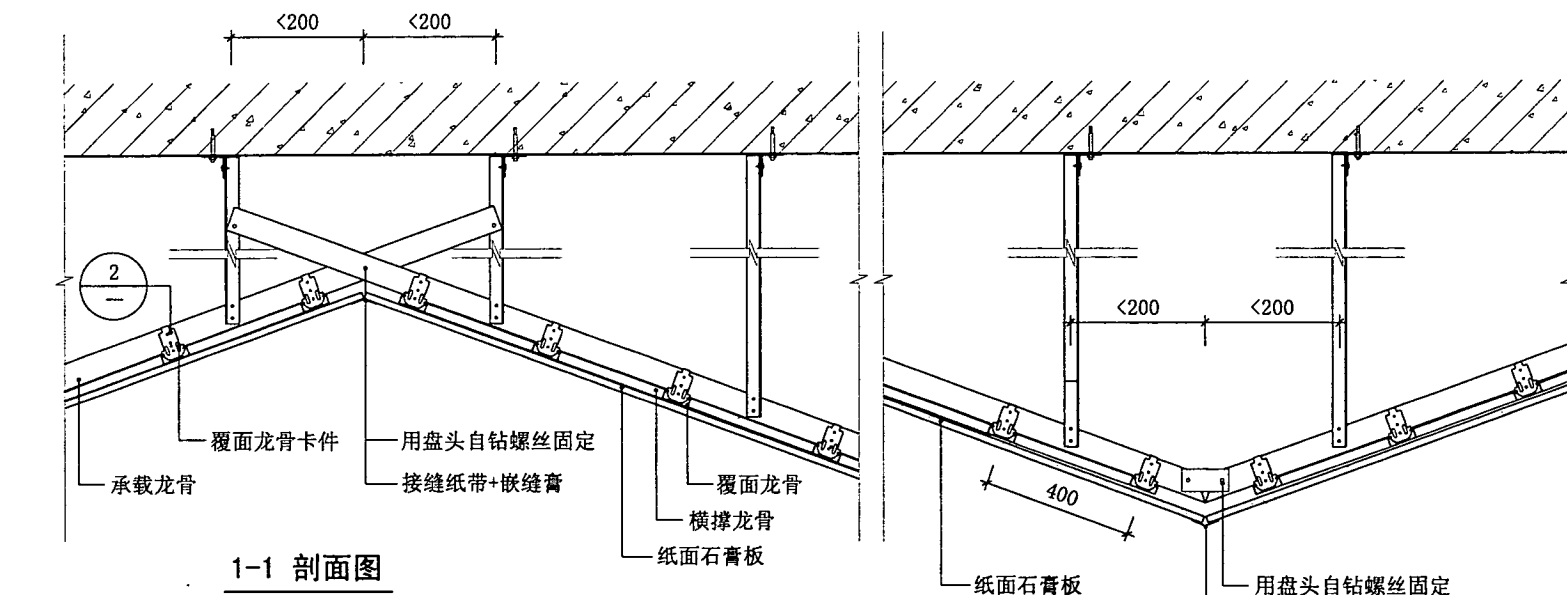 <200
<200
2
—
<200
<200
400
覆面龙骨卡件
用盘头自钻螺丝固定
承载龙骨
接缝纸带+嵌缝膏
覆面龙骨
横撑龙骨
纸面石膏板
1-1 剖面图
纸面石膏板
用盘头自钻螺丝固定